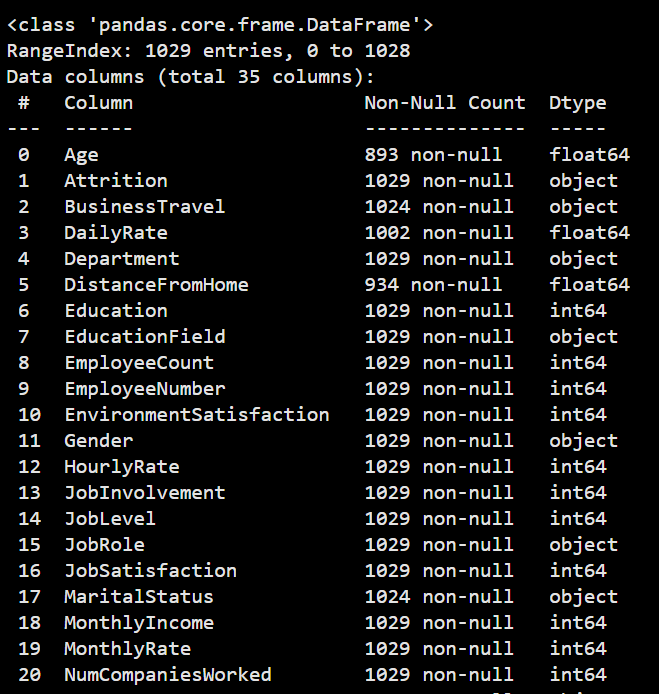 <class 'pandas.core.frame.DataFrame'>
RangeIndex: 1029 entries, 0 to 1028
Data columns (total 35 columns):
 #   Column                    Non-Null Count  Dtype
---  ------                    --------------  -----
 0   Age                       893 non-null    float64
 1   Attrition                 1029 non-null   object
 2   BusinessTravel            1024 non-null   object
 3   DailyRate                 1002 non-null   float64
 4   Department                1029 non-null   object
 5   DistanceFromHome          934 non-null    float64
 6   Education                 1029 non-null   int64
 7   EducationField            1029 non-null   object
 8   EmployeeCount             1029 non-null   int64
 9   EmployeeNumber            1029 non-null   int64
 10  EnvironmentSatisfaction   1029 non-null   int64
 11  Gender                    1029 non-null   object
 12  HourlyRate                1029 non-null   int64
 13  JobInvolvement            1029 non-null   int64
 14  JobLevel                  1029 non-null   int64
 15  JobRole                   1029 non-null   object
 16  JobSatisfaction           1029 non-null   int64
 17  MaritalStatus             1024 non-null   object
 18  MonthlyIncome             1029 non-null   int64
 19  MonthlyRate               1029 non-null   int64
 20  NumCompaniesWorked        1029 non-null   int64